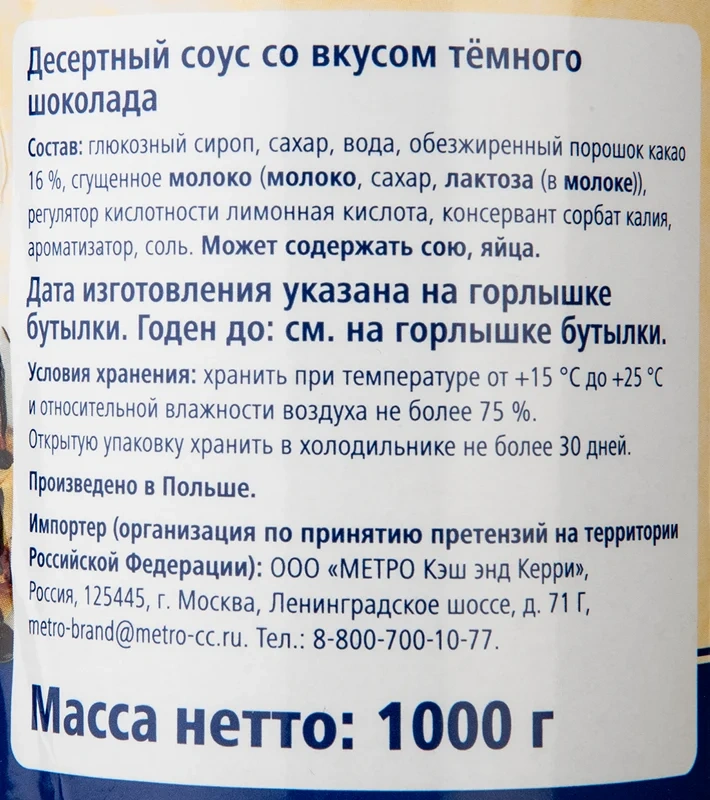 Десертный соус со вкусом тёмного
шоколада
Состав: глюкозный сироп, сахар, вода, обезжиренный порошок какао
16 %, сгущенное молоко (молоко, сахар, лактоза (в молоке)),
регулятор кислотности лимонная кислота, консервант сорбат калия,
ароматизатор, соль. Может содержать сою, яйца.
Дата изготовления указана на горлышке
бутылки. Годен до: см. на горлышке бутылки.
Условия хранения: хранить при температуре от +15 °C до +25 °C
и относительной влажности воздуха не более 75 %.
Открытую упаковку хранить в холодильнике не более 30 дней.
Произведено в Польше.
Импортер (организация по принятию претензий на территории
Российской Федерации): ООО «МЕТРО Кэш энд Керри»,
Россия, 125445, г. Москва, Ленинградское шоссе, д. 71 Г,
metro-brand@metro-cc.ru. Тел.: 8-800-700-10-77.
Масса нетто: 1000 г